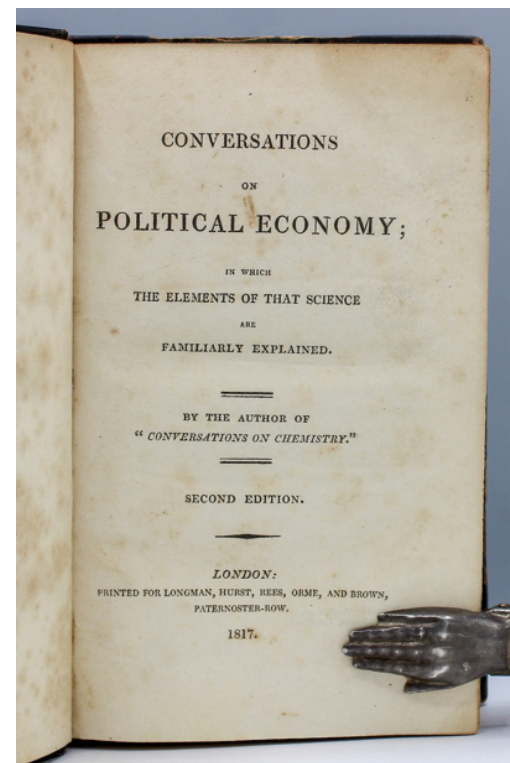 CONVERSATIONS
ON
POLITICAL ECONOMY;
IN WHICH
THE ELEMENTS OF THAT SCIENCE
ARE
FAMILIARLY EXPLAINED.
BY THE AUTHOR OF
“ CONVERSATIONS ON CHEMISTRY.”
SECOND EDITION.
LONDON:
PRINTED FOR LONGMAN, HURST, REES, ORME, AND BROWN,
PATERNOSTER-ROW.
1817.